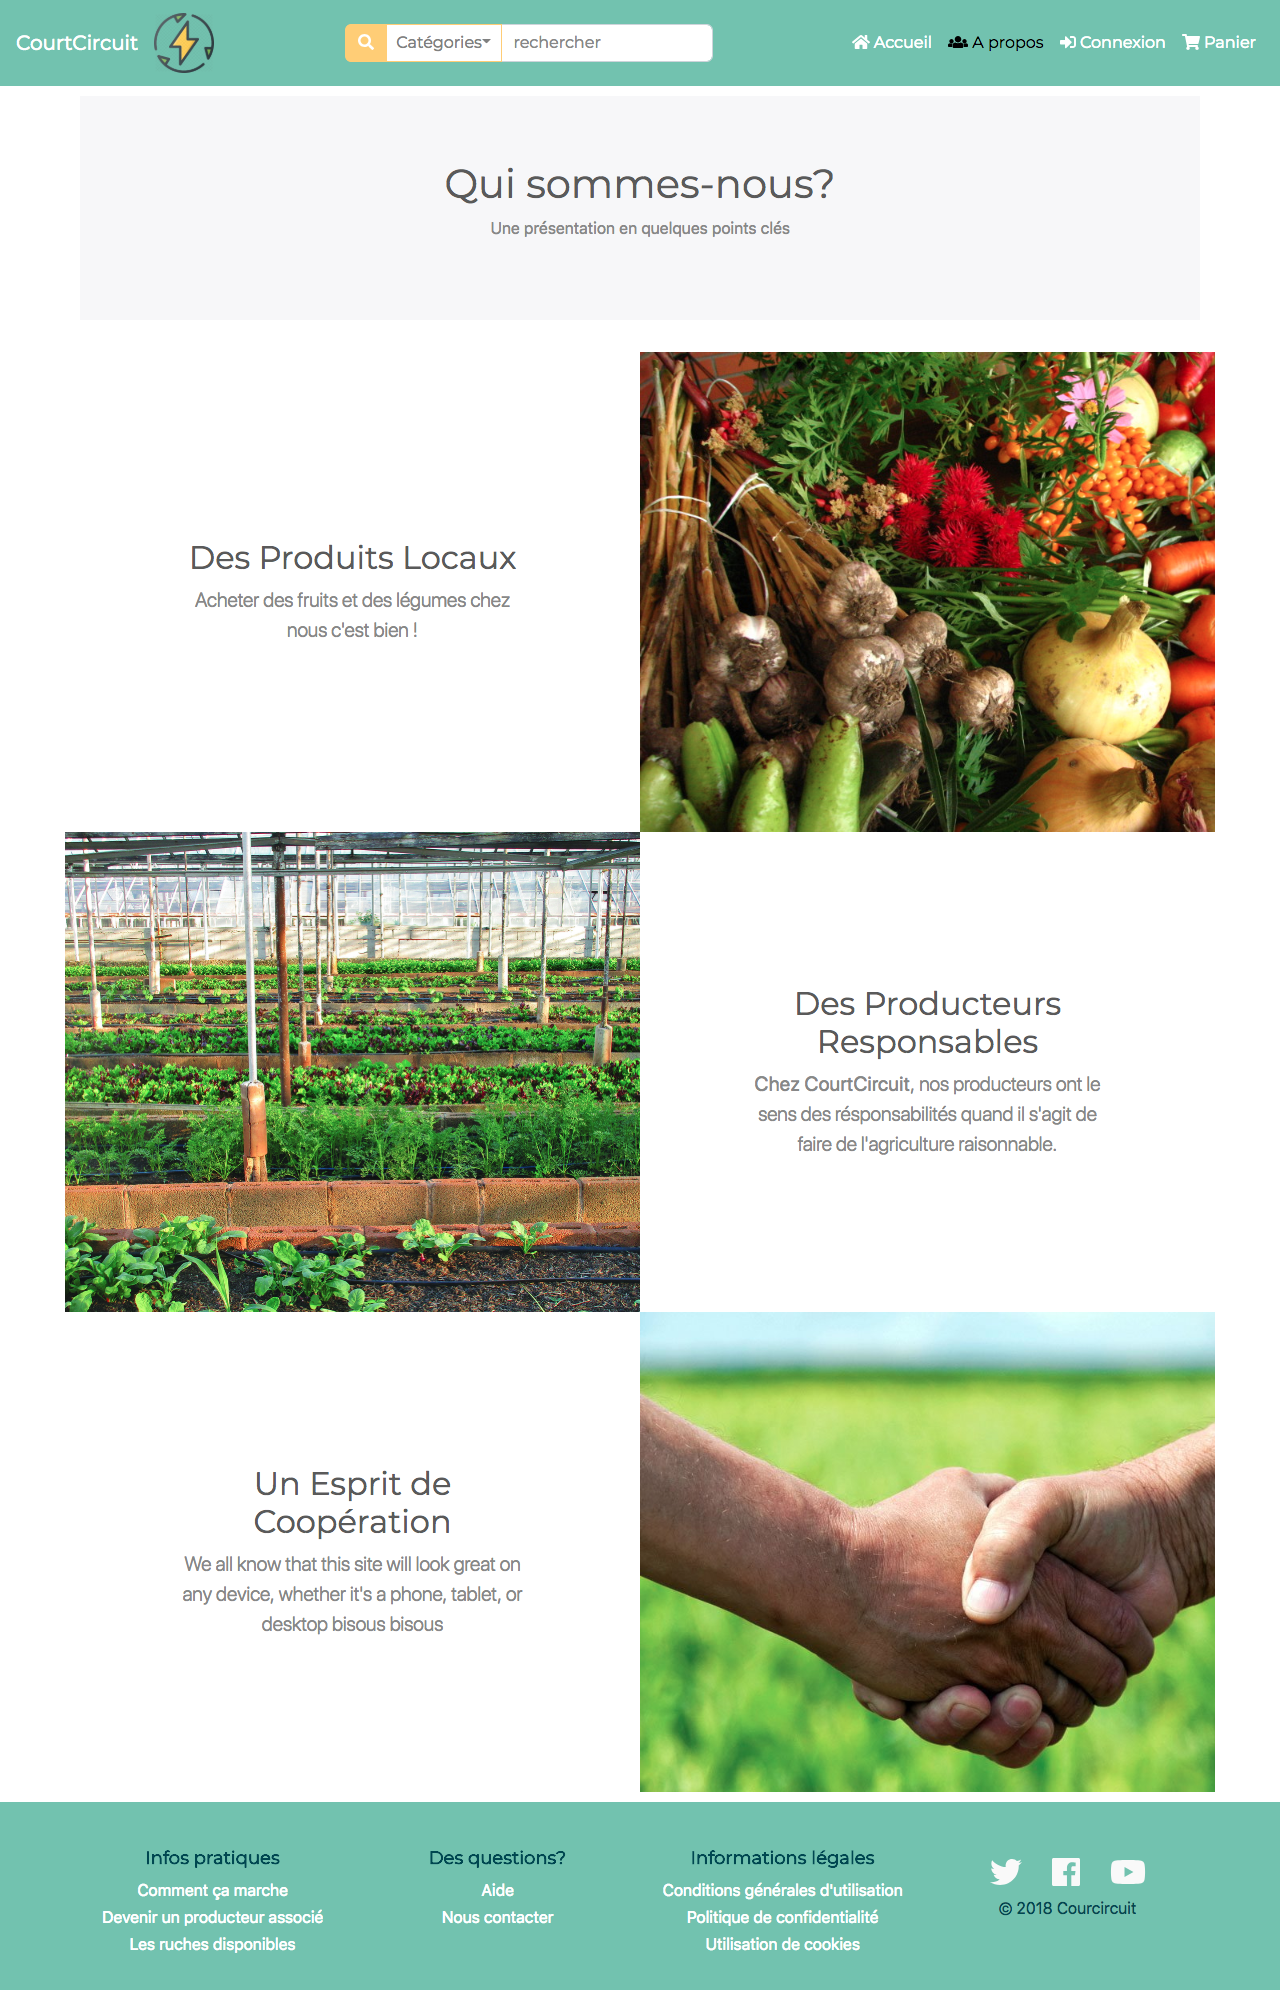 CourtCircuit
Catégories
rechercher
Accueil
A propos
Connexion
Panier
Qui sommes-nous?
Une présentation en quelques points clés
Des Produits Locaux
Acheter des fruits et des légumes chez
nous c'est bien !
Des Producteurs
Responsables
Chez CourtCircuit, nos producteurs ont le
sens des résponsabilités quand il s'agit de
faire de l'agriculture raisonnable.
Un Esprit de
Coopération
We all know that this site will look great on
any device, whether it's a phone, tablet, or
desktop bisous bisous
Infos pratiques
Comment ça marche
Devenir un producteur associé
Les ruches disponibles
Des questions?
Aide
Nous contacter
Informations légales
Conditions générales d'utilisation
Politique de confidentialité
Utilisation de cookies
© 2018 Courcircuit